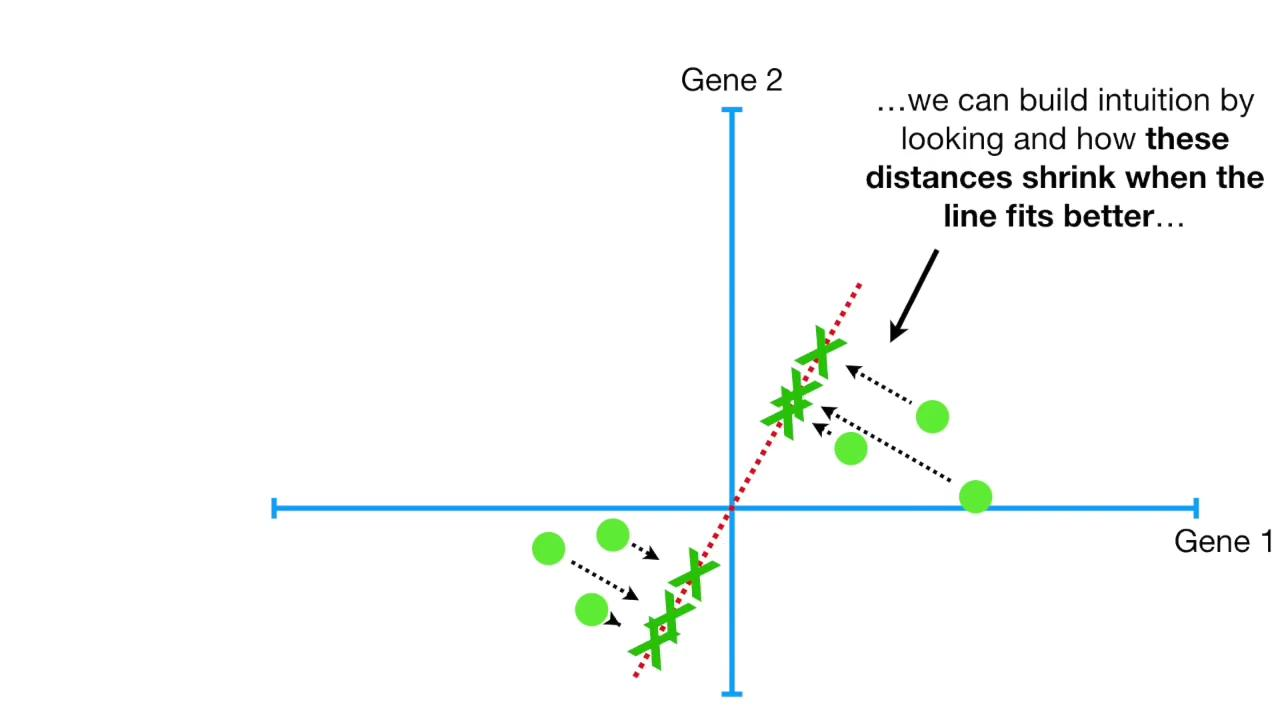 Gene 2
…we can build intuition by
looking and how these
distances shrink when the
line fits better…
Gene 1